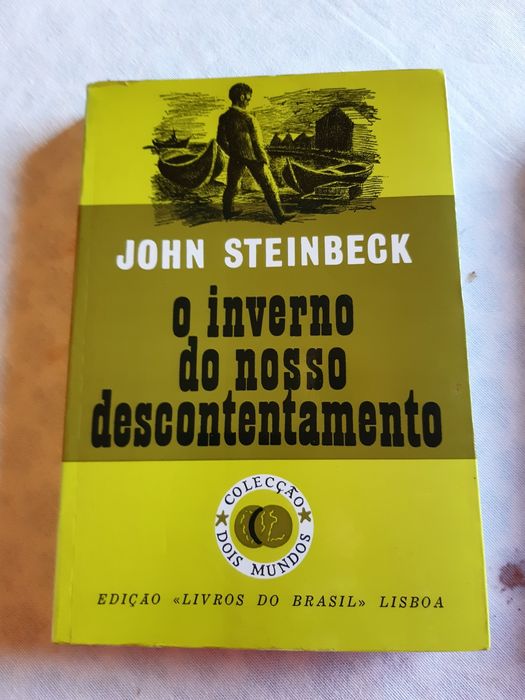 JOHN STEINBECK
o inverno
do nosso
descontentamento
COLECÇÃO
DOIS MUNDOS
EDIÇÃO «LIVROS DO BRASIL» LISBOA